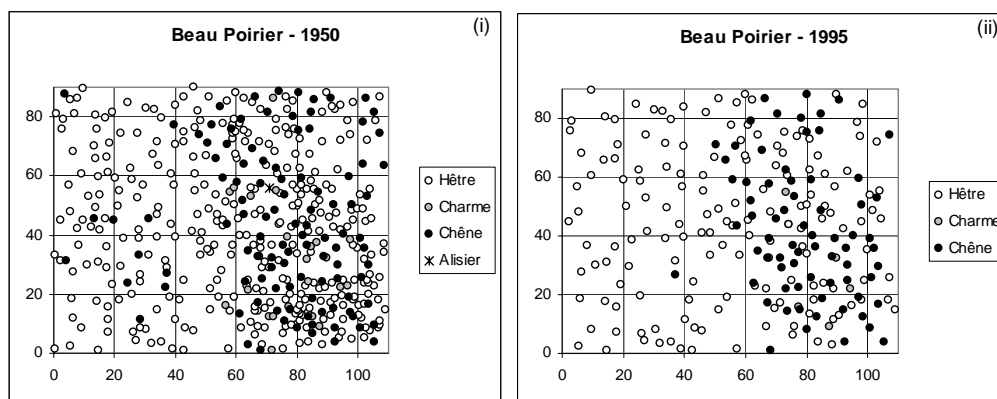 (i)
Beau Poirier - 1950
80
60
40
20
0
0 20 40 60 80 100
Hêtre
Charme
Chêne
Alisier
(ii)
Beau Poirier - 1995
80
60
40
20
0
0 20 40 60 80 100
Hêtre
Charme
Chêne